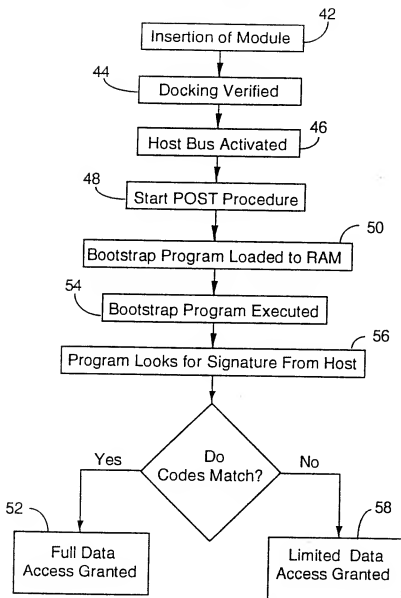 42
Insertion of Module
44
Docking Verified
46
Host Bus Activated
48
Start POST Procedure
50
Bootstrap Program Loaded to RAM
54
Bootstrap Program Executed
56
Program Looks for Signature From Host
Do
Codes Match?
Yes
No
52
Full Data
Access Granted
58
Limited Data
Access Granted